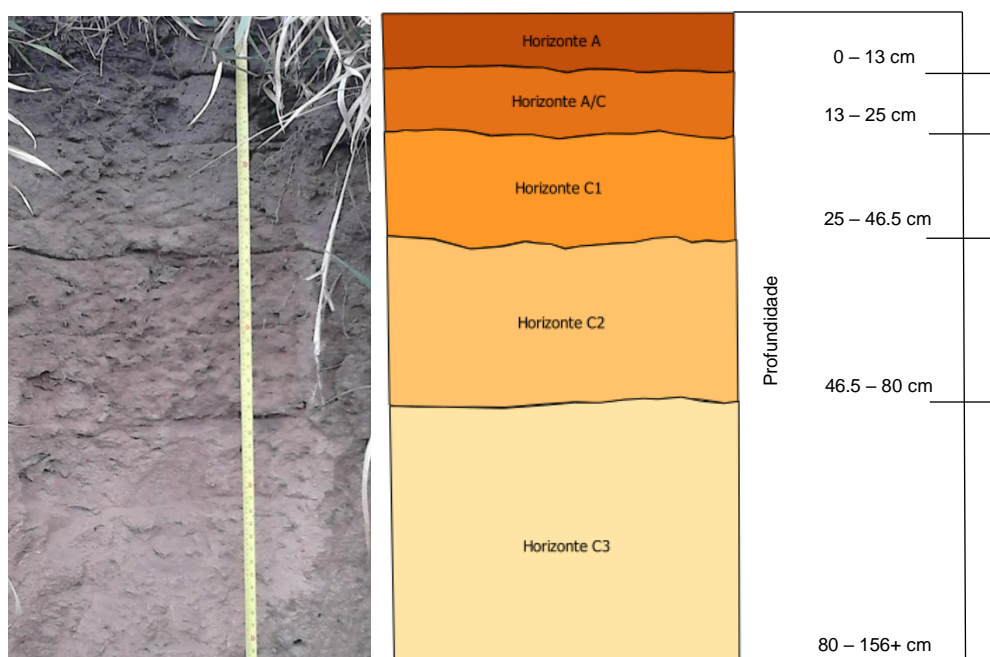 Horizonte A
0 – 13 cm
Horizonte A/C
13 – 25 cm
Horizonte C1
25 – 46.5 cm
Profundidade
Horizonte C2
46.5 – 80 cm
Horizonte C3
80 – 156+ cm